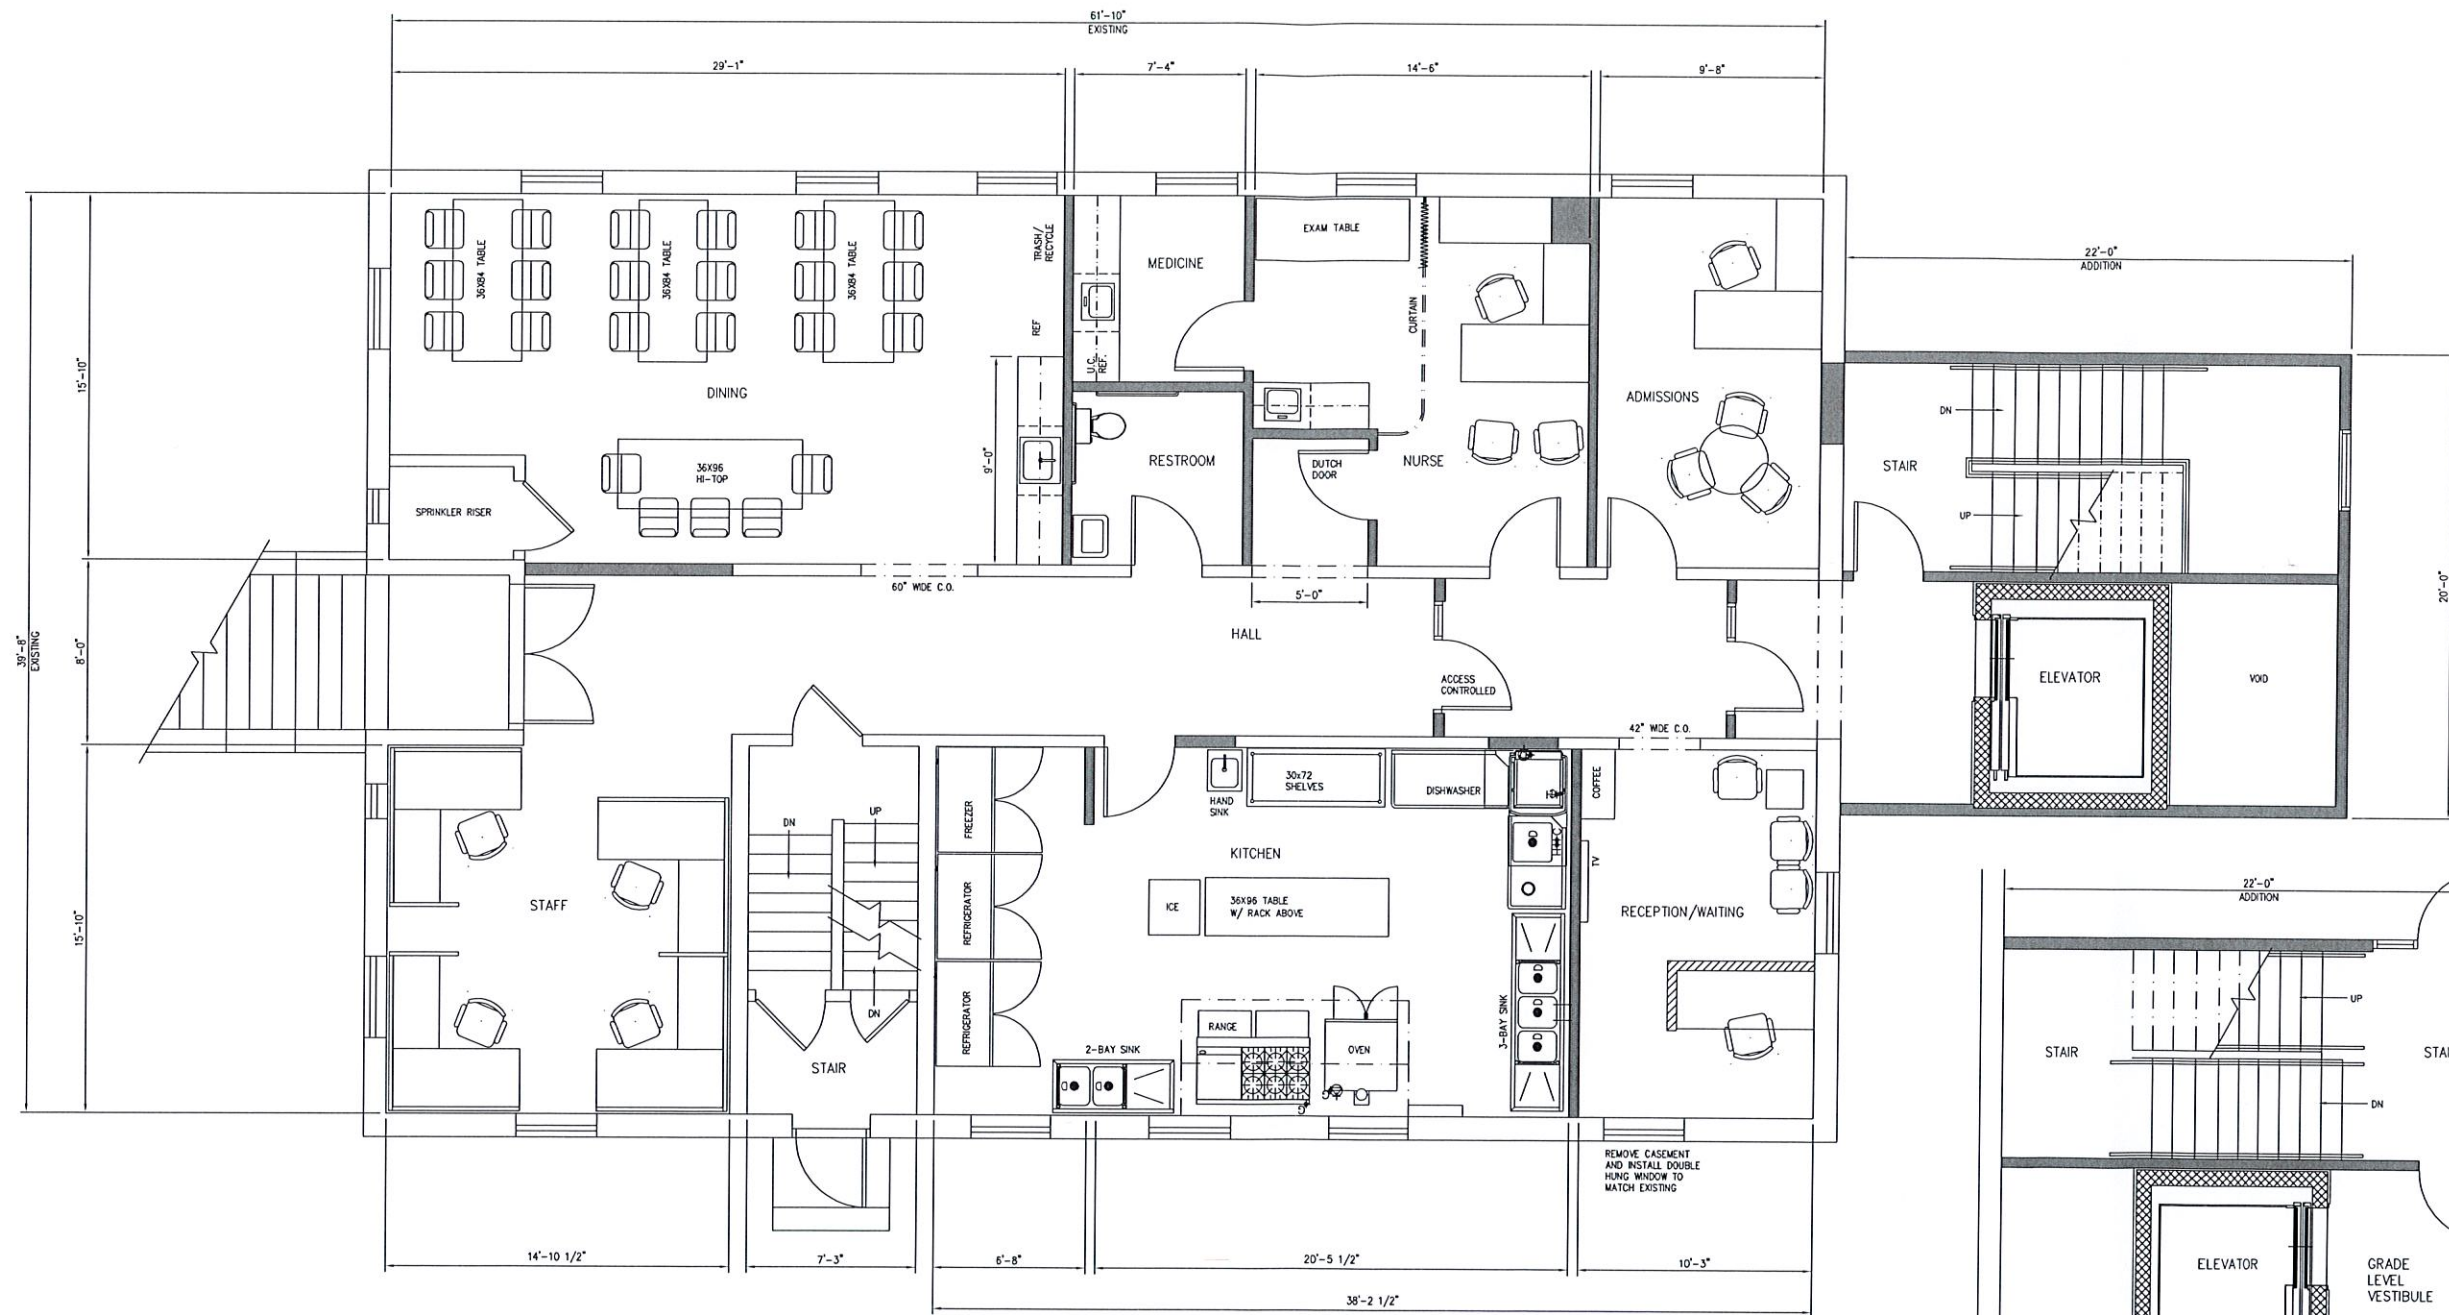 61'-10"
EXISTING
29'-1"
7'-4"
14'-6"
9'-8"
22'-0"
ADDITION
39'-8"
EXISTING
15'-10"
8'-0"
15'-10"
36X84 TABLE
36X84 TABLE
36X84 TABLE
TRASH/
RECYCLE
REF
DINING
9'-0"
36X96
HI-TOP
SPRINKLER RISER
MEDICINE
U.C.
REF.
RESTROOM
EXAM TABLE
CURTAIN
DUTCH
DOOR
NURSE
ADMISSIONS
STAIR
DN
UP
20'-0"
60" WIDE C.O.
5'-0"
HALL
ACCESS
CONTROLLED
42" WIDE C.O.
ELEVATOR
VOID
STAFF
DN
UP
DN
STAIR
FREEZER
REFRIGERATOR
REFRIGERATOR
HAND
SINK
30x72
SHELVES
DISHWASHER
KITCHEN
ICE
36X96 TABLE
W/ RACK ABOVE
2-BAY SINK
RANGE
OVEN
3-BAY SINK
COFFEE
TV
RECEPTION/WAITING
REMOVE CASEMENT
AND INSTALL DOUBLE
HUNG WINDOW TO
MATCH EXISTING
14'-10 1/2"
7'-3"
6'-8"
20'-5 1/2"
10'-3"
38'-2 1/2"
22'-0"
ADDITION
STAIR
UP
DN
STAI
ELEVATOR
GRADE
LEVEL
VESTIBULE